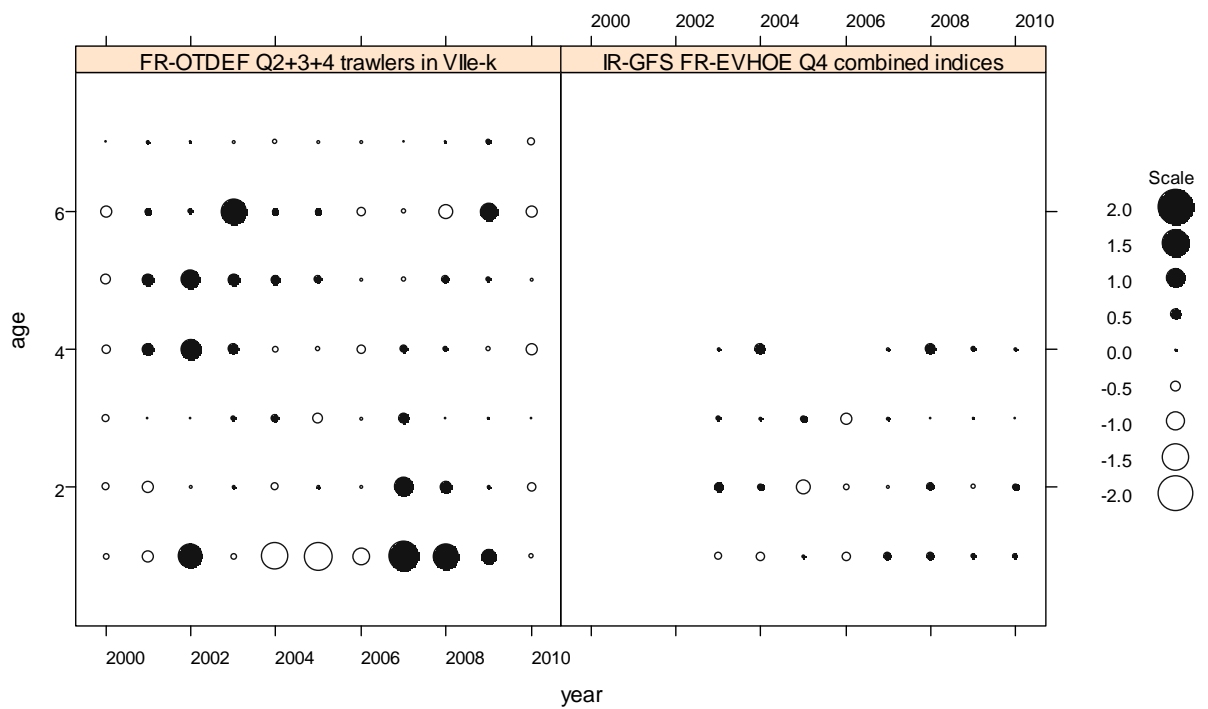 2000 2002 2004 2006 2008 2010
FR-OTDEF Q2+3+4 trawlers in VIIe-k
IR-GFS FR-EVHOE Q4 combined indices
age
6
4
2
Scale
2.0
1.5
1.0
0.5
0.0
-0.5
-1.0
-1.5
-2.0
2000 2002 2004 2006 2008 2010
year